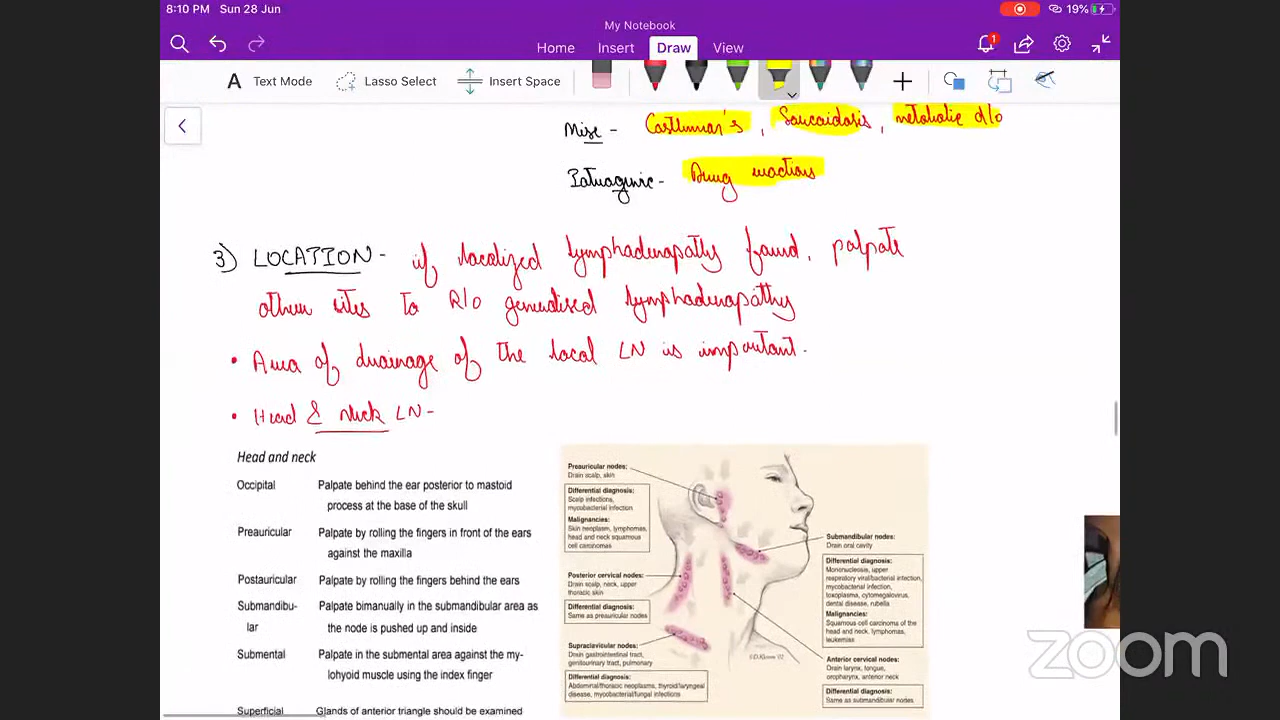 8:10 PM Sun 28 Jun
19%
My Notebook
Home Insert Draw View
1
A Text Mode Lasso Select Insert Space
Misc - Castleman's, Sarcoidosis, metabolic d/o
Iatrogenic - Drug reactions
3) LOCATION - if localized lymphadenopathy found, palpate
other sites to R/o generalised lymphadenopathy
• Area of drainage of the local LN is important.
• Head & Neck LN -
Head and neck
Occipital Palpate behind the ear posterior to mastoid
process at the base of the skull
Preauricular Palpate by rolling the fingers in front of the ears
against the maxilla
Postauricular Palpate by rolling the fingers behind the ears
Submandibu- Palpate bimanually in the submandibular area as
lar the node is pushed up and inside
Submental Palpate in the submental area against the my-
lohyoid muscle using the index finger
Superficial Glands of anterior triangle should be examined
Preauricular nodes:
Drain scalp, skin
Differential diagnosis:
Scalp infections,
mycobacterial infection
Malignancies:
Skin neoplasm, lymphomas,
head and neck squamous
cell carcinomas
Posterior cervical nodes:
Drain scalp, neck, upper
thoracic skin
Differential diagnosis:
Same as preauricular nodes
Supraclavicular nodes:
Drain gastrointestinal tract,
genitourinary tract, pulmonary
Differential diagnosis:
Abdominal/thoracic neoplasms, thyroid/laryngeal
disease, mycobacterial/fungal infections
Submandibular nodes:
Drain oral cavity
Differential diagnosis:
Mononucleosis, upper
respiratory viral/bacterial infection,
mycobacterial infection,
toxoplasma, cytomegalovirus,
dental disease, rubella
Malignancies:
Squamous cell carcinoma of the
head and neck, lymphomas,
leukemias
Anterior cervical nodes:
Drain larynx, tongue,
oropharynx, anterior neck
Differential diagnosis:
Same as submandibular nodes
zoom